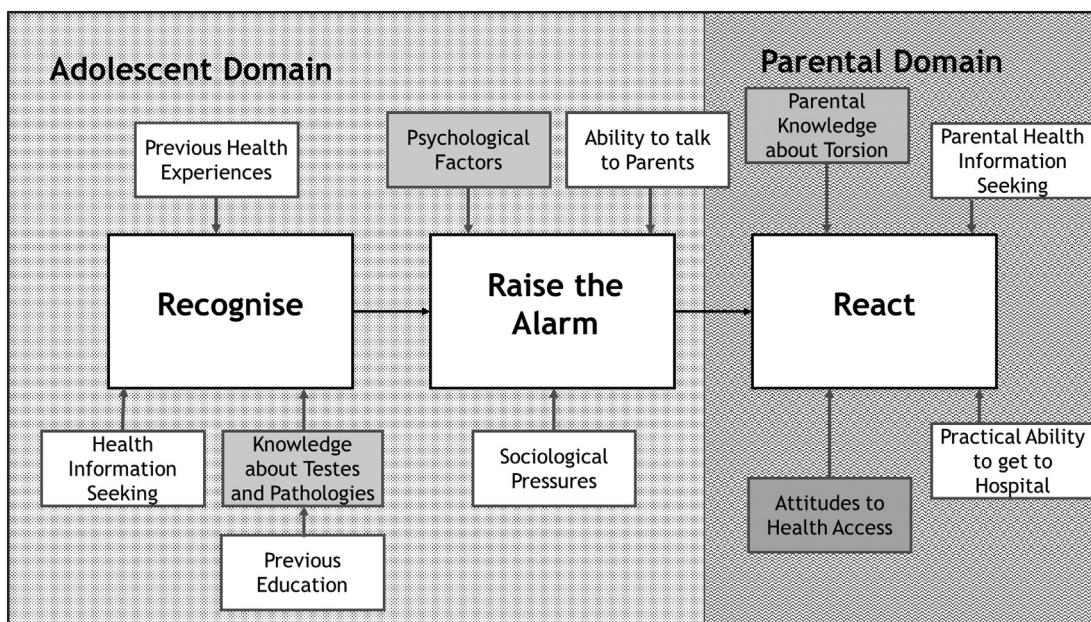 Adolescent Domain
Parental Domain
Previous Health
Experiences
Psychological
Factors
Ability to talk
to Parents
Parental
Knowledge
about Torsion
Parental Health
Information
Seeking
Recognise
Raise the
Alarm
React
Health
Information
Seeking
Knowledge
about Testes
and Pathologies
Sociological
Pressures
Attitudes to
Health Access
Practical Ability
to get to
Hospital
Previous
Education